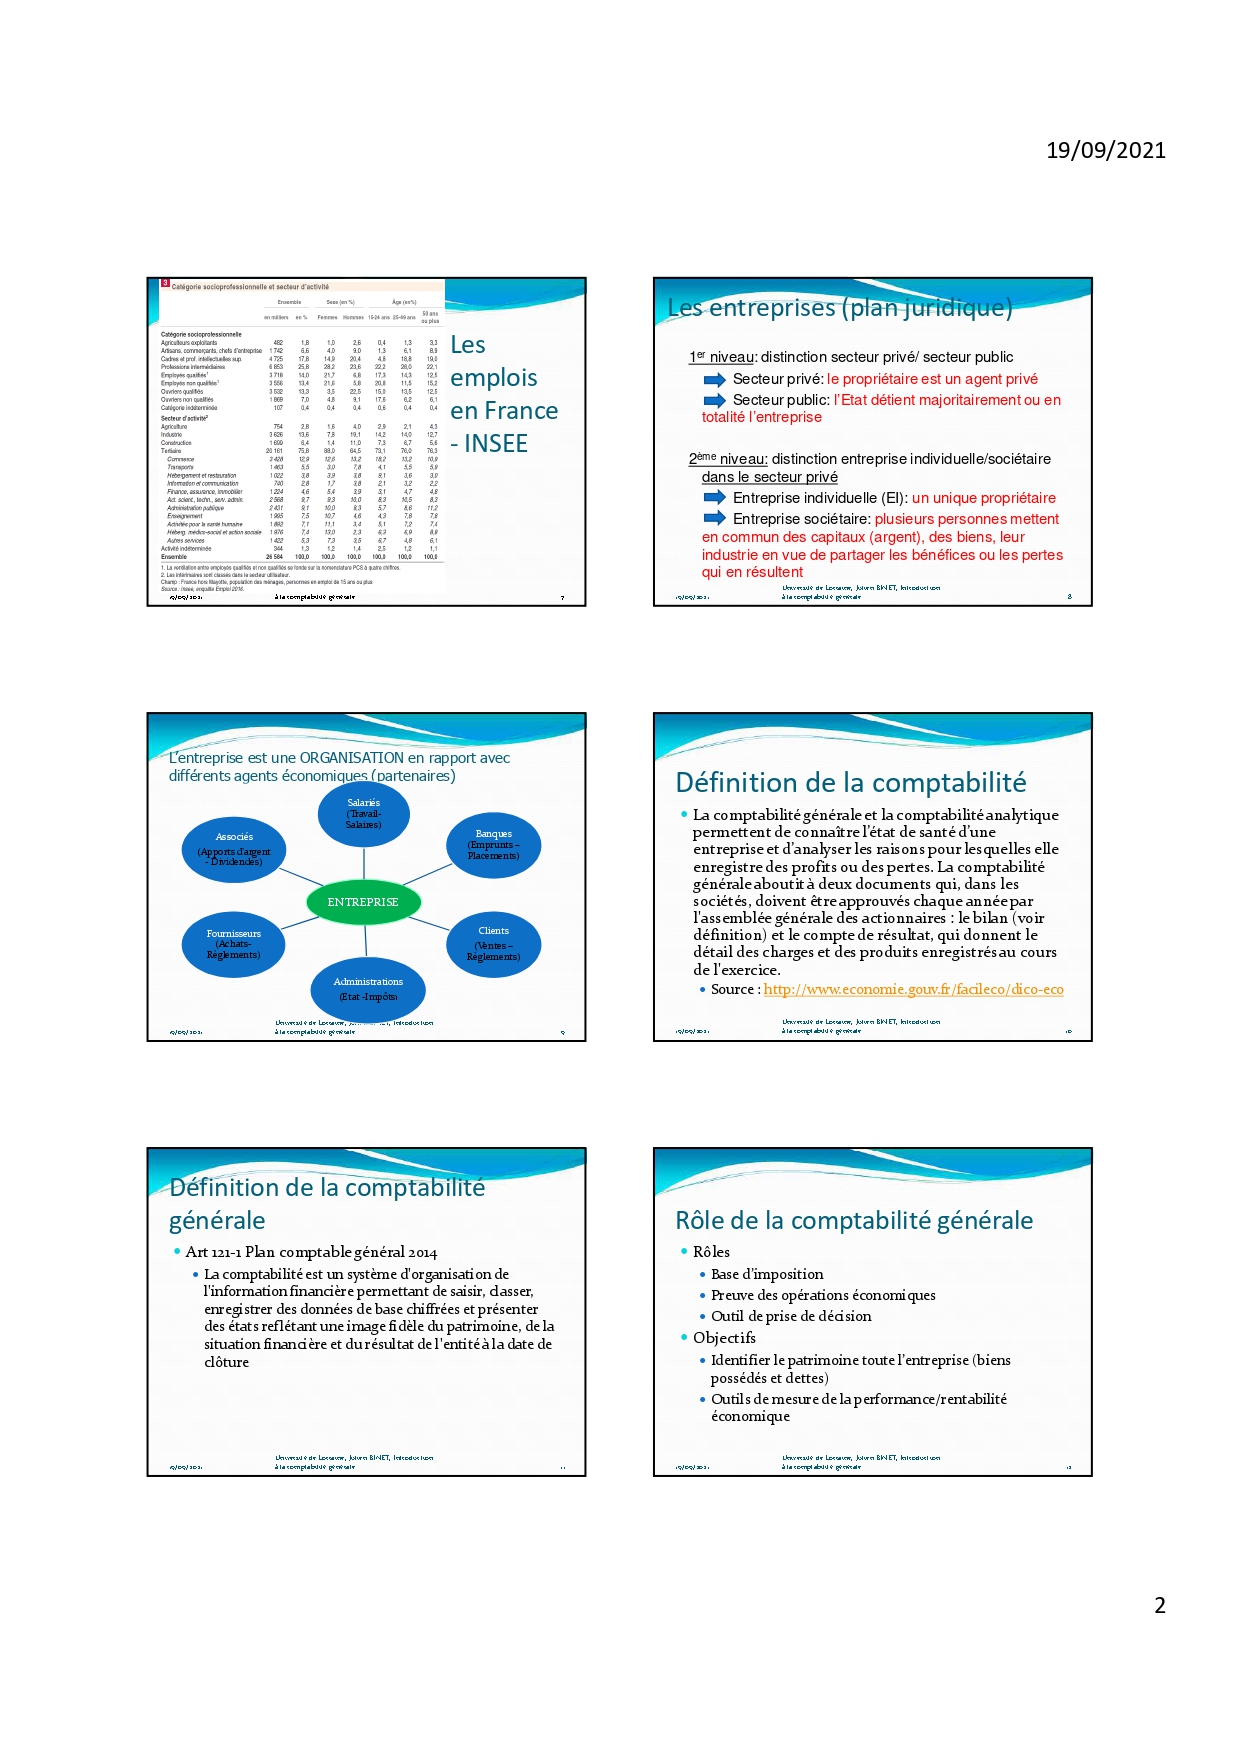 19/09/2021
3 Catégorie socioprofessionnelle et secteur d'activité
Ensemble Sexe (en %) Âge (en%)
en milliers en % Femmes Hommes 15-24 ans 25-49 ans 50 ans ou plus
Catégorie socioprofessionnelle
Agriculteurs exploitants 482 1,8 1,0 2,6 0,4 1,3 3,3
Artisans, commerçants, chefs d'entreprise 1 742 6,6 4,0 9,0 1,3 6,1 8,9
Cadres et prof. intellectuelles sup. 4 725 17,8 14,9 20,4 4,8 18,8 19,0
Professions intermédiaires 6 853 25,8 28,2 23,6 22,2 28,0 22,1
Employés qualifiés¹ 3 718 14,0 21,7 6,8 17,3 14,3 12,5
Employés non qualifiés¹ 3 556 13,4 21,6 5,8 20,8 11,5 15,2
Ouvriers qualifiés 3 532 13,3 3,5 22,5 15,0 13,5 12,5
Ouvriers non qualifiés 1 869 7,0 4,8 9,1 17,6 6,2 6,1
Catégorie indéterminée 107 0,4 0,4 0,4 0,6 0,4 0,4
Secteur d'activité²
Agriculture 754 2,8 1,6 4,0 2,9 2,1 4,3
Industrie 3 626 13,6 7,8 19,1 14,2 14,0 12,7
Construction 1 699 6,4 1,4 11,0 7,3 6,7 5,6
Tertiaire 20 161 75,8 88,0 64,5 73,1 76,0 76,3
Commerce 3 428 12,9 12,6 13,2 18,2 13,2 10,9
Transports 1 463 5,5 3,0 7,8 4,1 5,5 5,9
Hébergement et restauration 1 022 3,8 3,9 3,8 9,1 3,6 3,0
Information et communication 740 2,8 1,7 3,8 2,1 3,2 2,2
Finance, assurance, immobilier 1 224 4,6 5,4 3,9 3,1 4,7 4,8
Act. scient., techn., serv. admin. 2 568 9,7 9,3 10,0 8,3 10,5 8,3
Administration publique 2 431 9,1 10,0 8,3 5,7 8,6 11,2
Enseignement 1 995 7,5 10,7 4,6 4,3 7,8 7,8
Activités pour la santé humaine 1 892 7,1 11,1 3,4 5,1 7,2 7,4
Héberg. médico-social et action sociale 1 976 7,4 13,0 2,3 6,3 6,9 8,8
Autres services 1 422 5,3 7,3 3,5 6,7 4,8 6,1
Activité indéterminée 344 1,3 1,2 1,4 2,5 1,2 1,1
Ensemble 26 584 100,0 100,0 100,0 100,0 100,0 100,0
1. La ventilation entre employés qualifiés et non qualifiés se fonde sur la nomenclature PCS à quatre chiffres.
2. Les intérimaires sont classés dans le secteur utilisateur.
Champ : France hors Mayotte, population des ménages, personnes en emploi de 15 ans ou plus
Source : Insee, enquête Emploi 2016.
Les
emplois
en France
- INSEE
19/09/2021
à la comptabilité générale
7
Les entreprises (plan juridique)
1er niveau: distinction secteur privé/ secteur public
Secteur privé: le propriétaire est un agent privé
Secteur public: l'Etat détient majoritairement ou en
totalité l'entreprise
2ème niveau: distinction entreprise individuelle/sociétaire
dans le secteur privé
Entreprise individuelle (EI): un unique propriétaire
Entreprise sociétaire: plusieurs personnes mettent
en commun des capitaux (argent), des biens, leur
industrie en vue de partager les bénéfices ou les pertes
qui en résultent
19/09/2021
Université de Lorraine, Julien BINET, Introduction
à la comptabilité générale
8
L'entreprise est une ORGANISATION en rapport avec
différents agents économiques (partenaires)
Salariés
(Travail-
Salaires)
Associés
(Apports d'argent
- Dividendes)
Banques
(Emprunts –
Placements)
ENTREPRISE
Fournisseurs
(Achats-
Règlements)
Clients
(Ventes –
Règlements)
Administrations
(Etat -Impôts)
19/09/2021
Université de Lorraine, Julien BINET, Introduction
à la comptabilité générale
9
Définition de la comptabilité
• La comptabilité générale et la comptabilité analytique
permettent de connaître l'état de santé d'une
entreprise et d'analyser les raisons pour lesquelles elle
enregistre des profits ou des pertes. La comptabilité
générale aboutit à deux documents qui, dans les
sociétés, doivent être approuvés chaque année par
l'assemblée générale des actionnaires : le bilan (voir
définition) et le compte de résultat, qui donnent le
détail des charges et des produits enregistrés au cours
de l'exercice.
• Source : http://www.economie.gouv.fr/facileco/dico-eco
19/09/2021
Université de Lorraine, Julien BINET, Introduction
à la comptabilité générale
10
Définition de la comptabilité
générale
• Art 121-1 Plan comptable général 2014
• La comptabilité est un système d'organisation de
l'information financière permettant de saisir, classer,
enregistrer des données de base chiffrées et présenter
des états reflétant une image fidèle du patrimoine, de la
situation financière et du résultat de l'entité à la date de
clôture
19/09/2021
Université de Lorraine, Julien BINET, Introduction
à la comptabilité générale
11
Rôle de la comptabilité générale
• Rôles
• Base d'imposition
• Preuve des opérations économiques
• Outil de prise de décision
• Objectifs
• Identifier le patrimoine toute l'entreprise (biens
possédés et dettes)
• Outils de mesure de la performance/rentabilité
économique
19/09/2021
Université de Lorraine, Julien BINET, Introduction
à la comptabilité générale
12
2